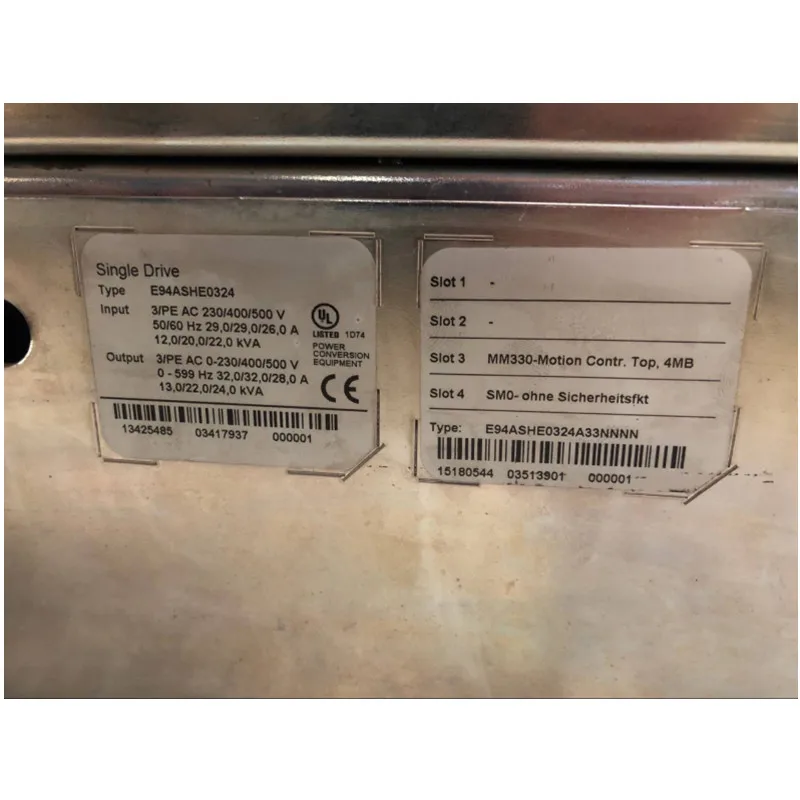 Single Drive
Type E94ASHE0324
Input 3/PE AC 230/400/500 V
50/60 Hz 29,0/29,0/26,0 A
12,0/20,0/22,0 kVA
Output 3/PE AC 0-230/400/500 V
0 - 599 Hz 32,0/32,0/28,0 A
13,0/22,0/24,0 kVA
UL
LISTED 1D74
POWER
CONVERSION
EQUIPMENT
CE
13425485 03417937 000001
Slot 1 -
Slot 2 -
Slot 3 MM330-Motion Contr. Top, 4MB
Slot 4 SM0- ohne Sicherheitsfkt
Type: E94ASHE0324A33NNNN
15180544 03513901 000001